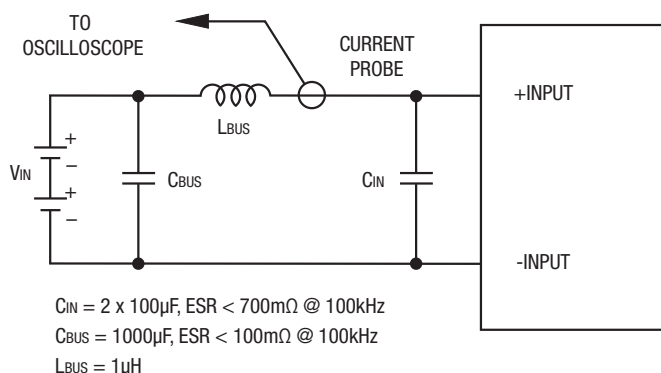 TO
OSCILLOSCOPE
CURRENT
PROBE
+INPUT
LBUS
+
−
VIN
+
−
CBUS
CIN
-INPUT
CIN = 2 x 100µF, ESR < 700mΩ @ 100kHz
CBUS = 1000µF, ESR < 100mΩ @ 100kHz
LBUS = 1µH